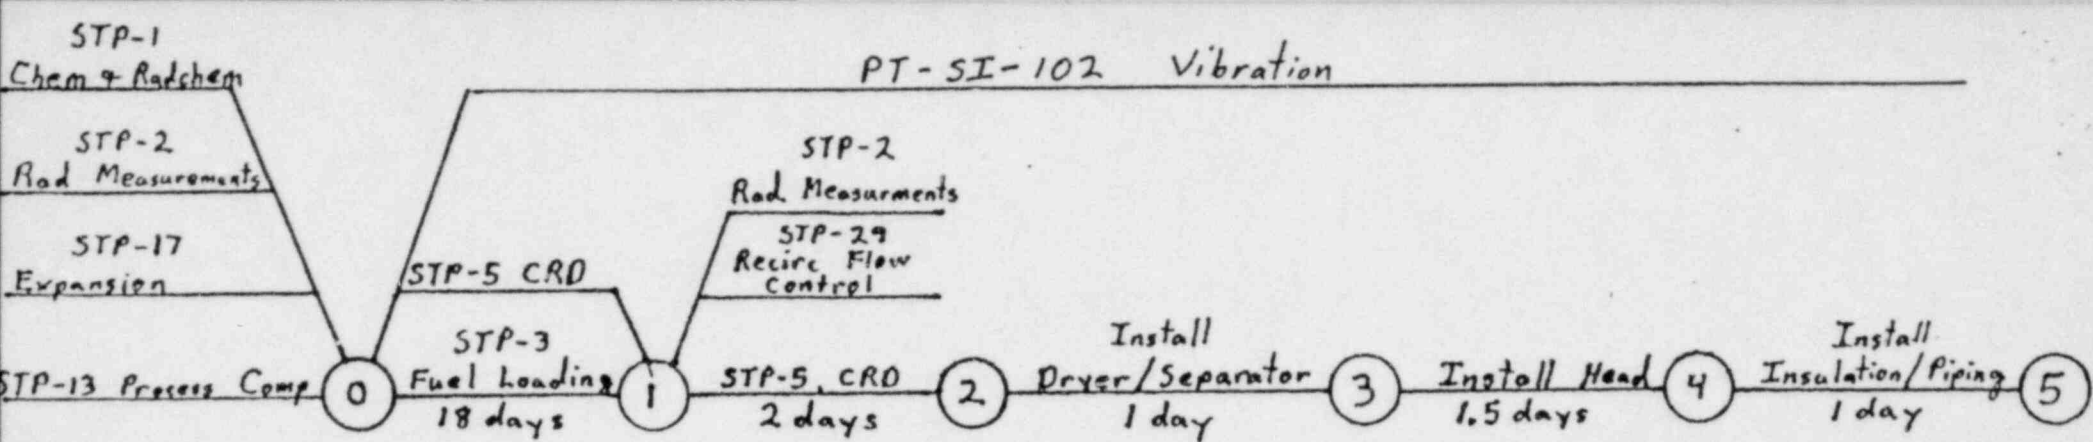 STP-1
Chem & Radchem
PT-SI-102 Vibration
STP-2
Rad Measurements
STP-2
Rad Measurments
STP-17
Expansion
STP-5 CRD
STP-29
Recirc Flow
Control
STP-13 Process Comp
0
STP-3
Fuel Loading
18 days
1
STP-5, CRD
2 days
2
Install
Dryer/Separator
1 day
3
Install Head
1.5 days
4
Install
Insulation/Piping
1 day
5